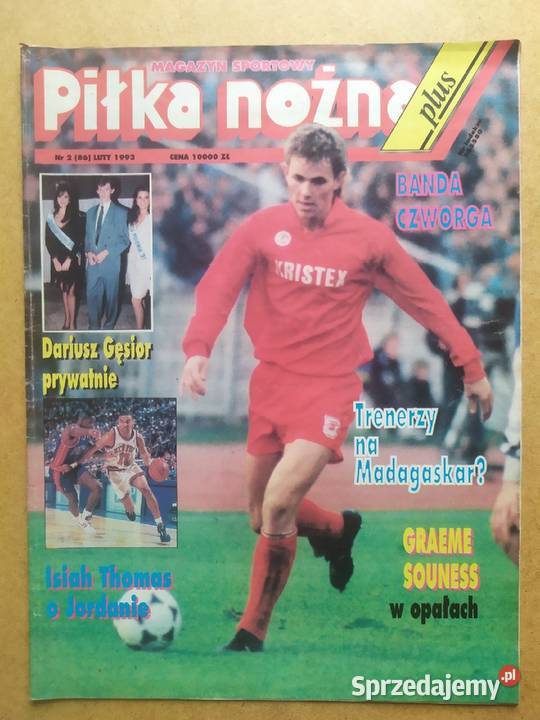 MAGAZYN SPORTOWY
Piłka nożna
plus
Nr 2 (86) LUTY 1993 CENA 10000 ZŁ
BANDA
CZWORGA
KRISTEX
Dariusz Gęsior
prywatnie
Trenerzy
na
Madagaskar?
GRAEME
SOUNESS
w opałach
Isiah Thomas
o Jordanie
Sprzedajemy.pl